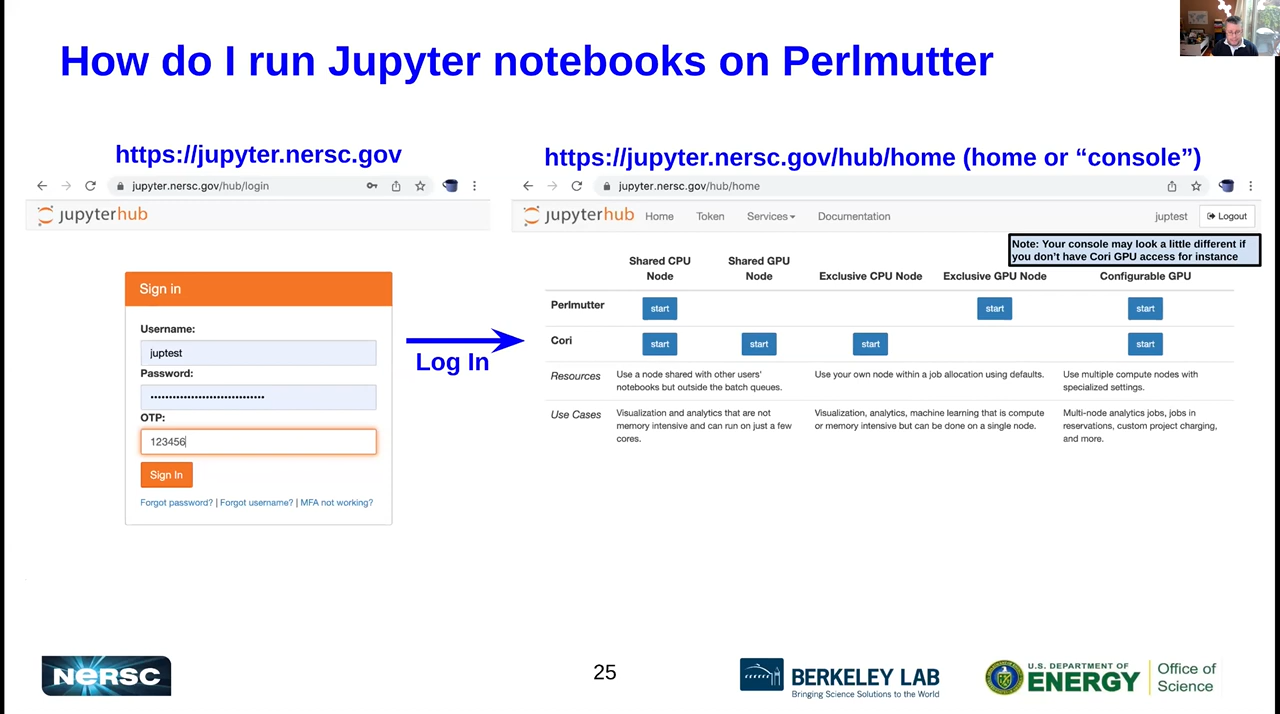 How do I run Jupyter notebooks on Perlmutter
https://jupyter.nersc.gov
jupyter.nersc.gov/hub/login
jupyterhub
Sign in
Username:
juptest
Password:
••••••••••••••••••••••••••••••
OTP:
123456
Sign In
Forgot password? | Forgot username? | MFA not working?
Log In
https://jupyter.nersc.gov/hub/home (home or “console”)
jupyter.nersc.gov/hub/home
jupyterhub Home Token Services Documentation juptest Logout
Note: Your console may look a little different if
you don’t have Cori GPU access for instance
Shared CPU Node Shared GPU Node Exclusive CPU Node Exclusive GPU Node Configurable GPU
Perlmutter start start start
Cori start start start start
Resources
Use a node shared with other users'
notebooks but outside the batch queues.
Use your own node within a job allocation using defaults.
Use multiple compute nodes with
specialized settings.
Use Cases
Visualization and analytics that are not
memory intensive and can run on just a few
cores.
Visualization, analytics, machine learning that is compute
or memory intensive but can be done on a single node.
Multi-node analytics jobs, jobs in
reservations, custom project charging,
and more.
NERSC
25
BERKELEY LAB
Bringing Science Solutions to the World
U.S. DEPARTMENT OF
ENERGY
Office of
Science